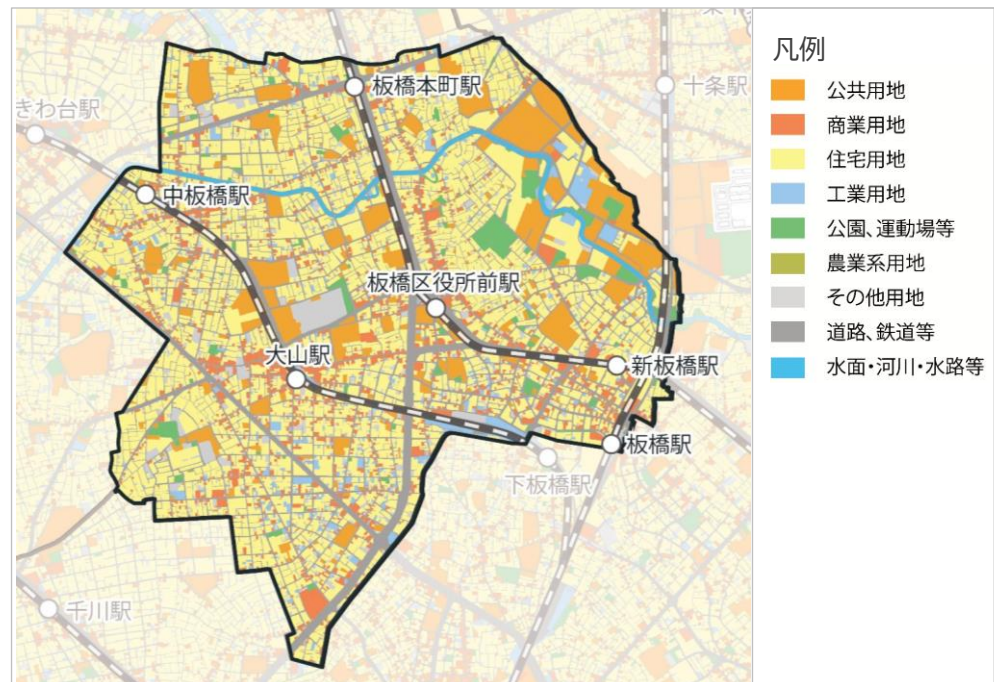 十条駅
板橋本町駅
きわ台駅
中板橋駅
板橋区役所前駅
大山駅
新板橋駅
板橋駅
下板橋駅
千川駅
凡例
公共用地
商業用地
住宅用地
工業用地
公園、運動場等
農業系用地
その他用地
道路、鉄道等
水面・河川・水路等